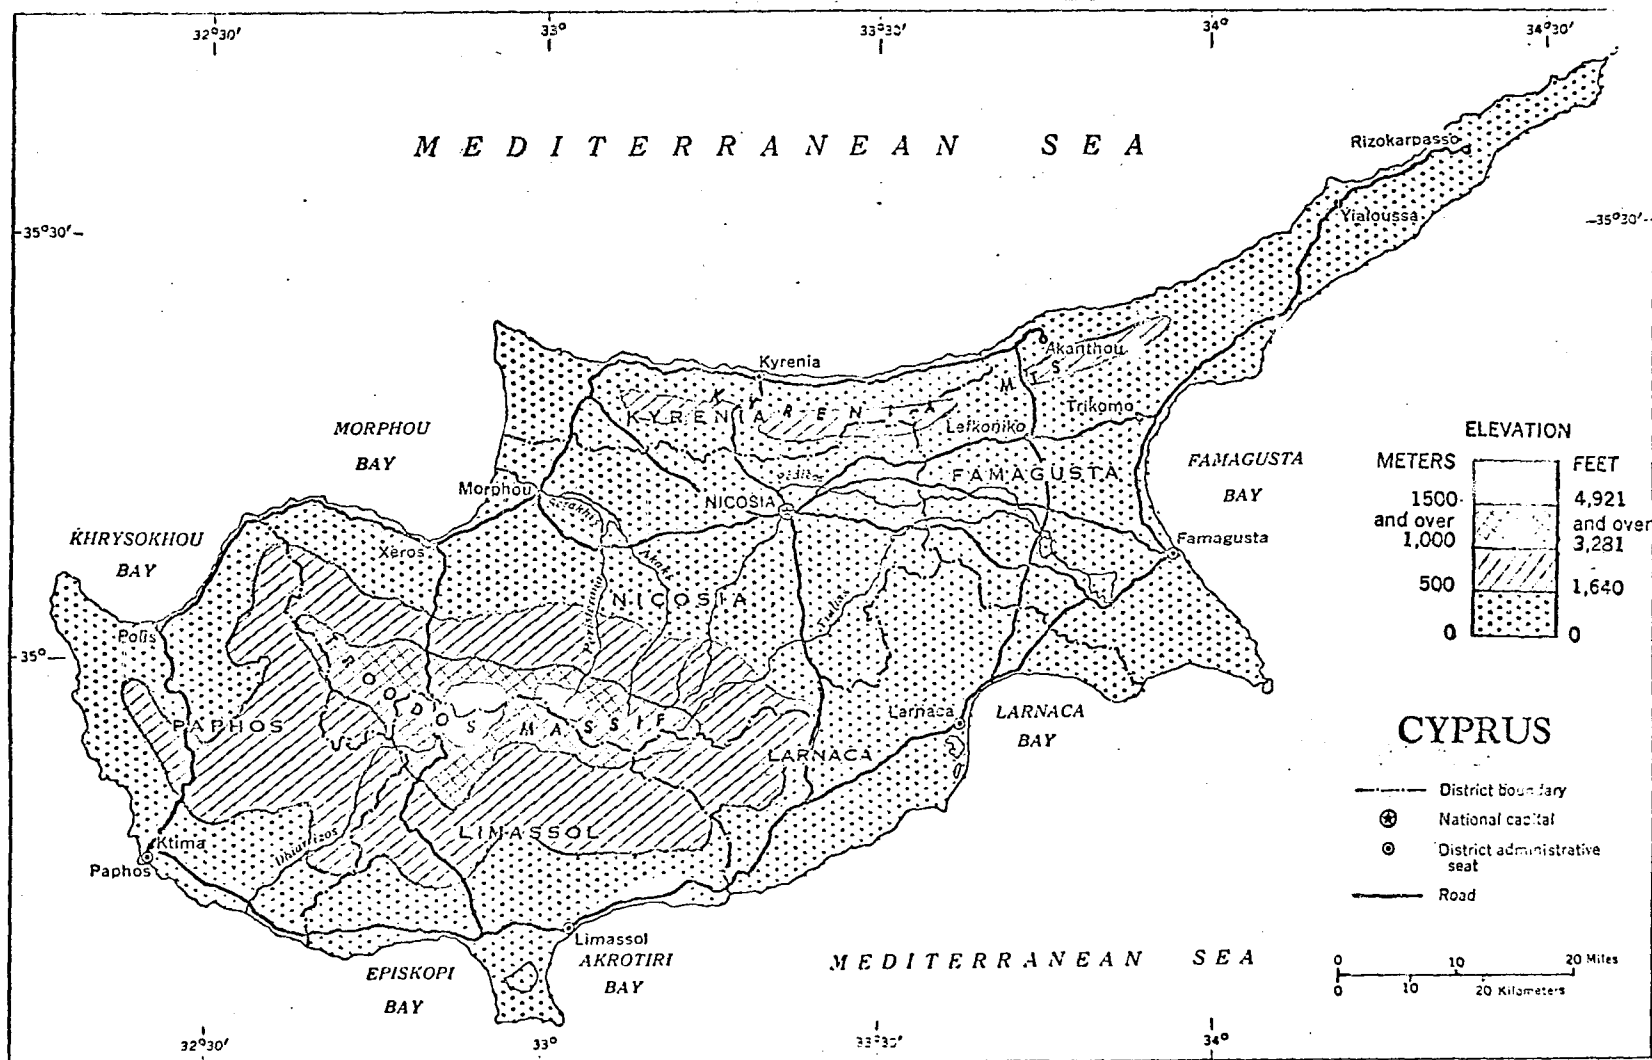 32°30'
33°
33°30'
34°
34°30'
MEDITERRANEAN SEA
Rizokarpasso
Yialoussa
35°30'
35°30'
Akanthou
Kyrenia
KYRENIA MTS
KYRENIA
Trikomo
Lefkoniko
MORPHOU
BAY
FAMAGUSTA
FAMAGUSTA
BAY
Morphou
NICOSIA
KHRYSOKHOU
BAY
Xeros
Akaki
Famagusta
NICOSIA
Polis
35°
TROODOS MASSIF
PAPHOS
Larnaca
LARNACA
BAY
LARNACA
LIMASSOL
Ktima
Paphos
Dhiarrizos
Limassol
AKROTIRI
BAY
EPISKOPI
BAY
MEDITERRANEAN SEA
ELEVATION
METERS FEET
1500 4,921
and over and over
1,000 3,281
500 1,640
0 0
CYPRUS
District boundary
National capital
District administrative
seat
Road
0 10 20 Miles
0 10 20 Kilometers
32°30'
33°
33°30'
34°